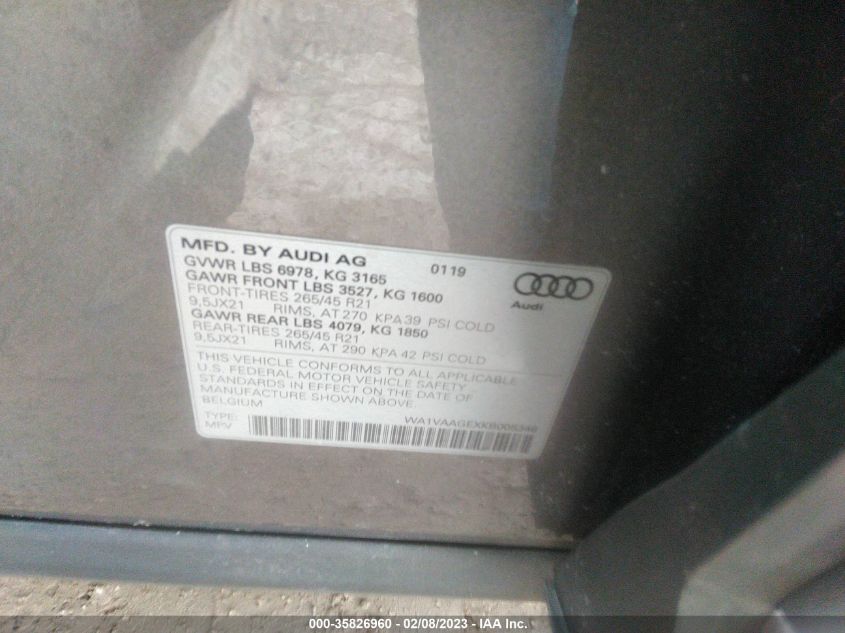 MFD. BY AUDI AG 0119
GVWR LBS 6978, KG 3165
GAWR FRONT LBS 3527, KG 1600
FRONT-TIRES 265/45 R21
9,5JX21 RIMS, AT 270 KPA 39 PSI COLD
GAWR REAR LBS 4079, KG 1850
REAR-TIRES 265/45 R21
9,5JX21 RIMS, AT 290 KPA 42 PSI COLD
Audi
THIS VEHICLE CONFORMS TO ALL APPLICABLE
U.S. FEDERAL MOTOR VEHICLE SAFETY
STANDARDS IN EFFECT ON THE DATE OF
MANUFACTURE SHOWN ABOVE.
BELGIUM
TYPE:
MPV
WA1VAAGEXKB005346
000-35826960 - 02/08/2023 - © IAA Inc.